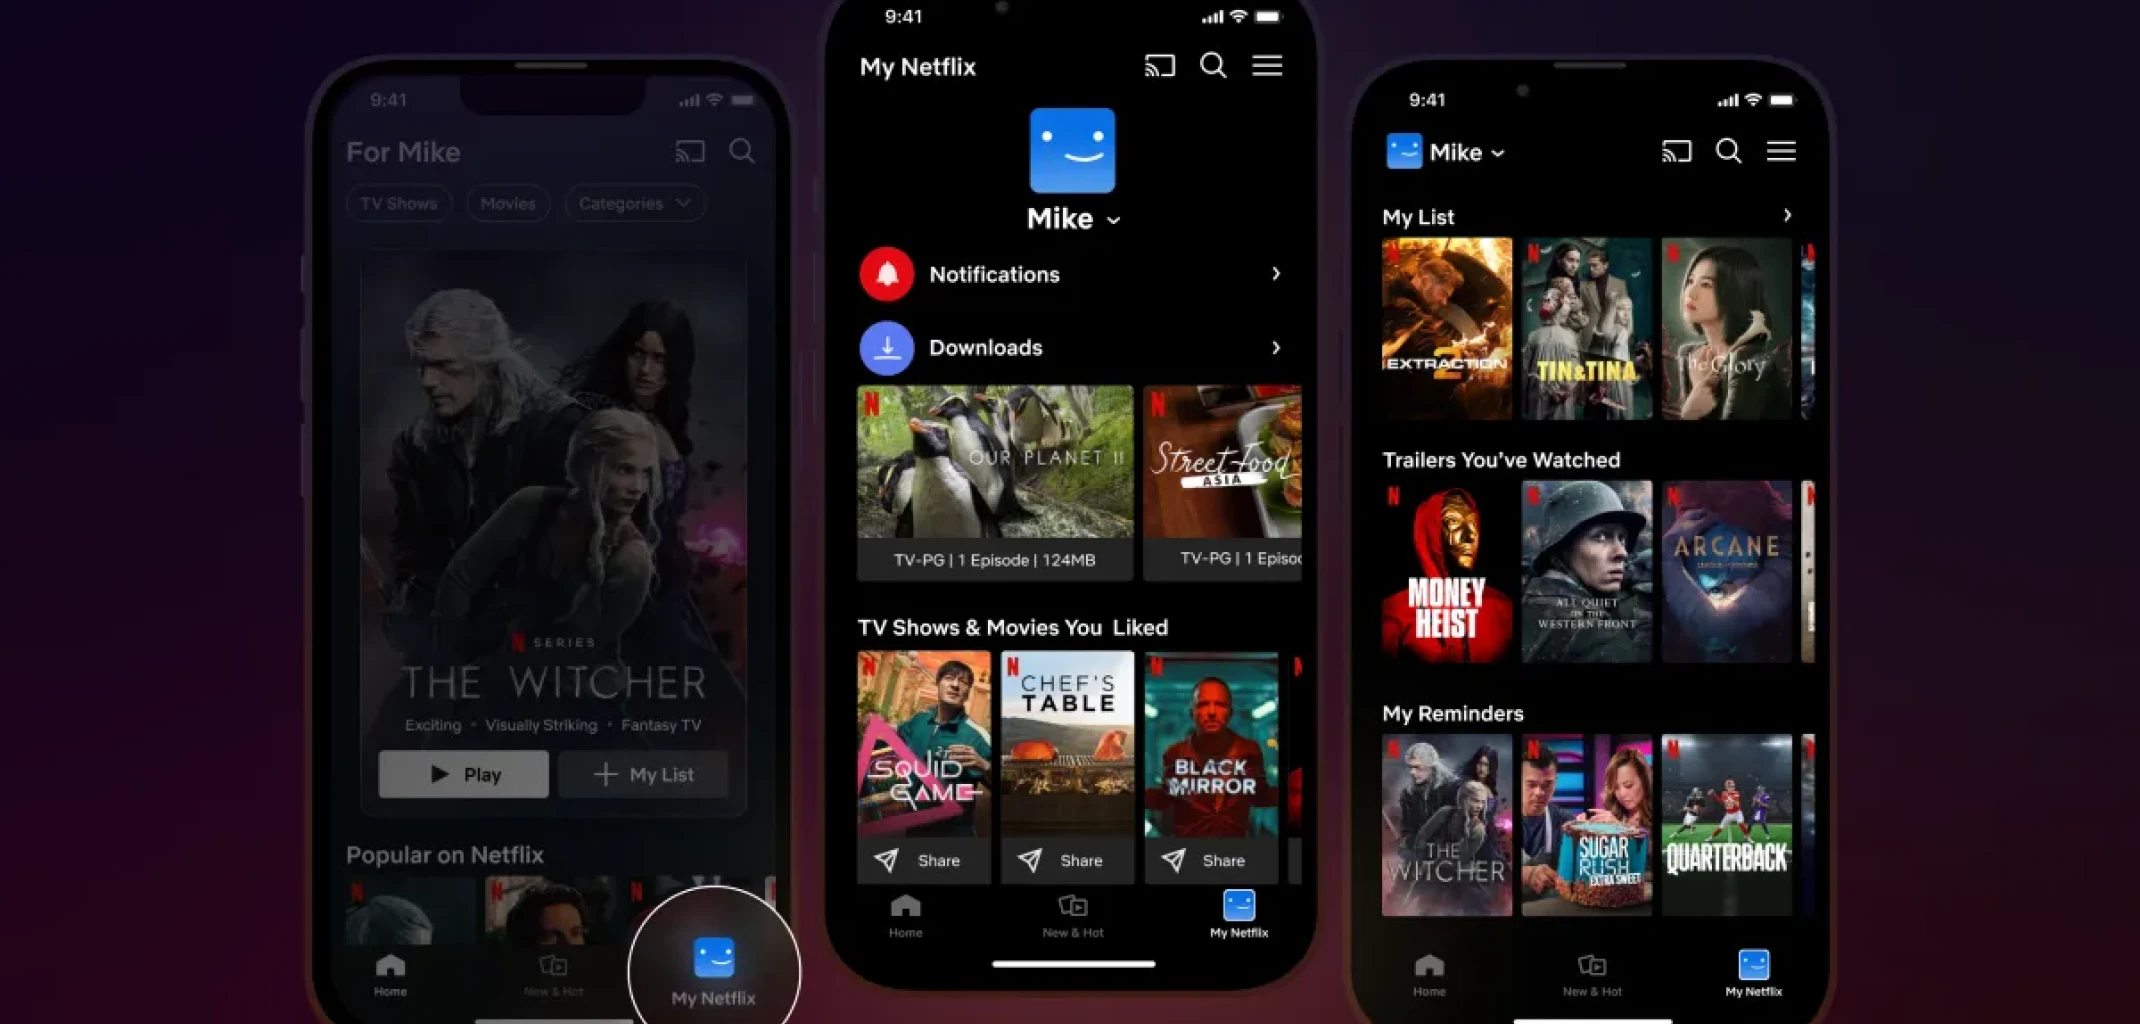 9:41
For Mike
TV Shows
Movies
Categories
N SERIES
THE WITCHER
Exciting • Visually Striking • Fantasy TV
Play
My List
Popular on Netflix
Home
New & Hot
My Netflix
9:41
My Netflix
Mike
Notifications
Downloads
N
OUR PLANET II
TV-PG | 1 Episode | 124MB
N
Street Food
ASIA
TV-PG | 1 Episod
TV Shows & Movies You Liked
N
SQUID
GAME
Share
N
CHEF'S
TABLE
Share
N
BLACK
MIRROR
Share
Home
New & Hot
My Netflix
9:41
Mike
My List
N
EXTRACTION
2
N
TIN&TINA
N
The Glory
Trailers You've Watched
N
MONEY
HEIST
N
ALL QUIET
ON THE
WESTERN FRONT
N
ARCANE
My Reminders
N
THE
WITCHER
N
SUGAR
RUSH
EXTRA SWEET
N
QUARTERBACK
Home
New & Hot
My Netflix